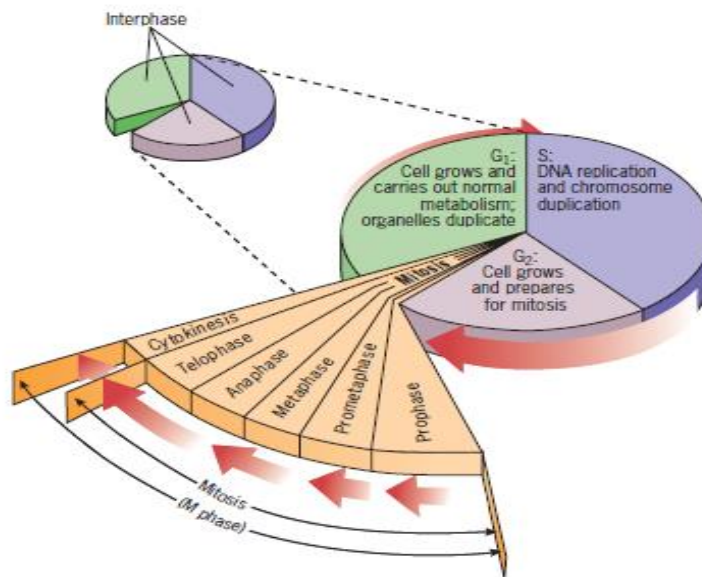 Interphase
G1:
Cell grows and
carries out normal
metabolism;
organelles duplicate
S:
DNA replication
and chromosome
duplication
G2:
Cell grows
and prepares
for mitosis
Mitosis
Cytokinesis
Telophase
Anaphase
Metaphase
Prometaphase
Prophase
Mitosis
(M phase)